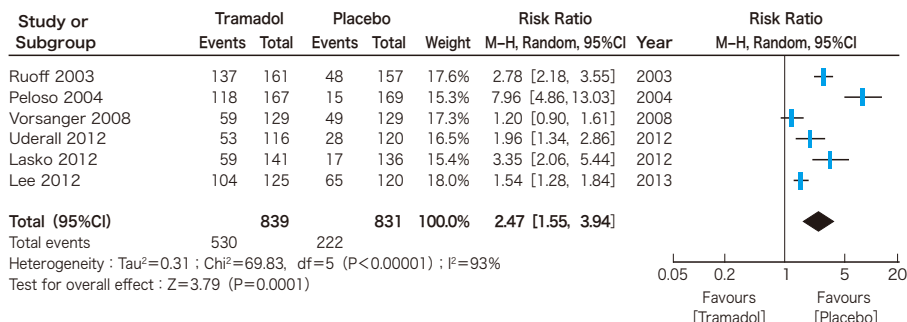 Study or Subgroup Tramadol Placebo Risk Ratio Risk Ratio
Events Total Events Total Weight M–H, Random, 95%CI Year M–H, Random, 95%CI
Ruoff 2003 137 161 48 157 17.6% 2.78 [2.18, 3.55] 2003
Peloso 2004 118 167 15 169 15.3% 7.96 [4.86, 13.03] 2004
Vorsanger 2008 59 129 49 129 17.3% 1.20 [0.90, 1.61] 2008
Uderall 2012 53 116 28 120 16.5% 1.96 [1.34, 2.86] 2012
Lasko 2012 59 141 17 136 15.4% 3.35 [2.06, 5.44] 2012
Lee 2012 104 125 65 120 18.0% 1.54 [1.28, 1.84] 2013
Total (95%CI) 839 831 100.0% 2.47 [1.55, 3.94]
Total events 530 222
Heterogeneity : Tau²=0.31 ; Chi²=69.83, df=5 (P<0.00001) ; I²=93%
Test for overall effect : Z=3.79 (P=0.0001)
0.05 0.2 1 5 20
Favours [Tramadol] Favours [Placebo]